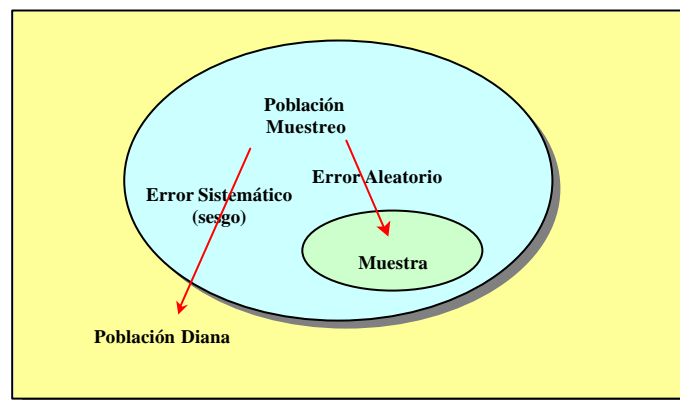 Población
Muestreo
Error Aleatorio
Error Sistemático
(sesgo)
Muestra
Población Diana